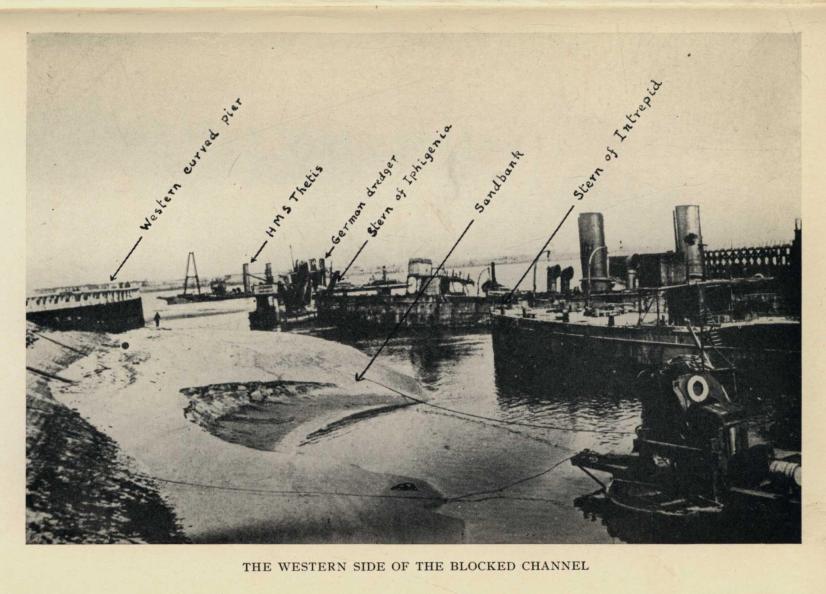 Western curved pier
HMS Thetis
German dredger
Stern of Iphigenia
Sandbank
Stern of Intrepid
THE WESTERN SIDE OF THE BLOCKED CHANNEL